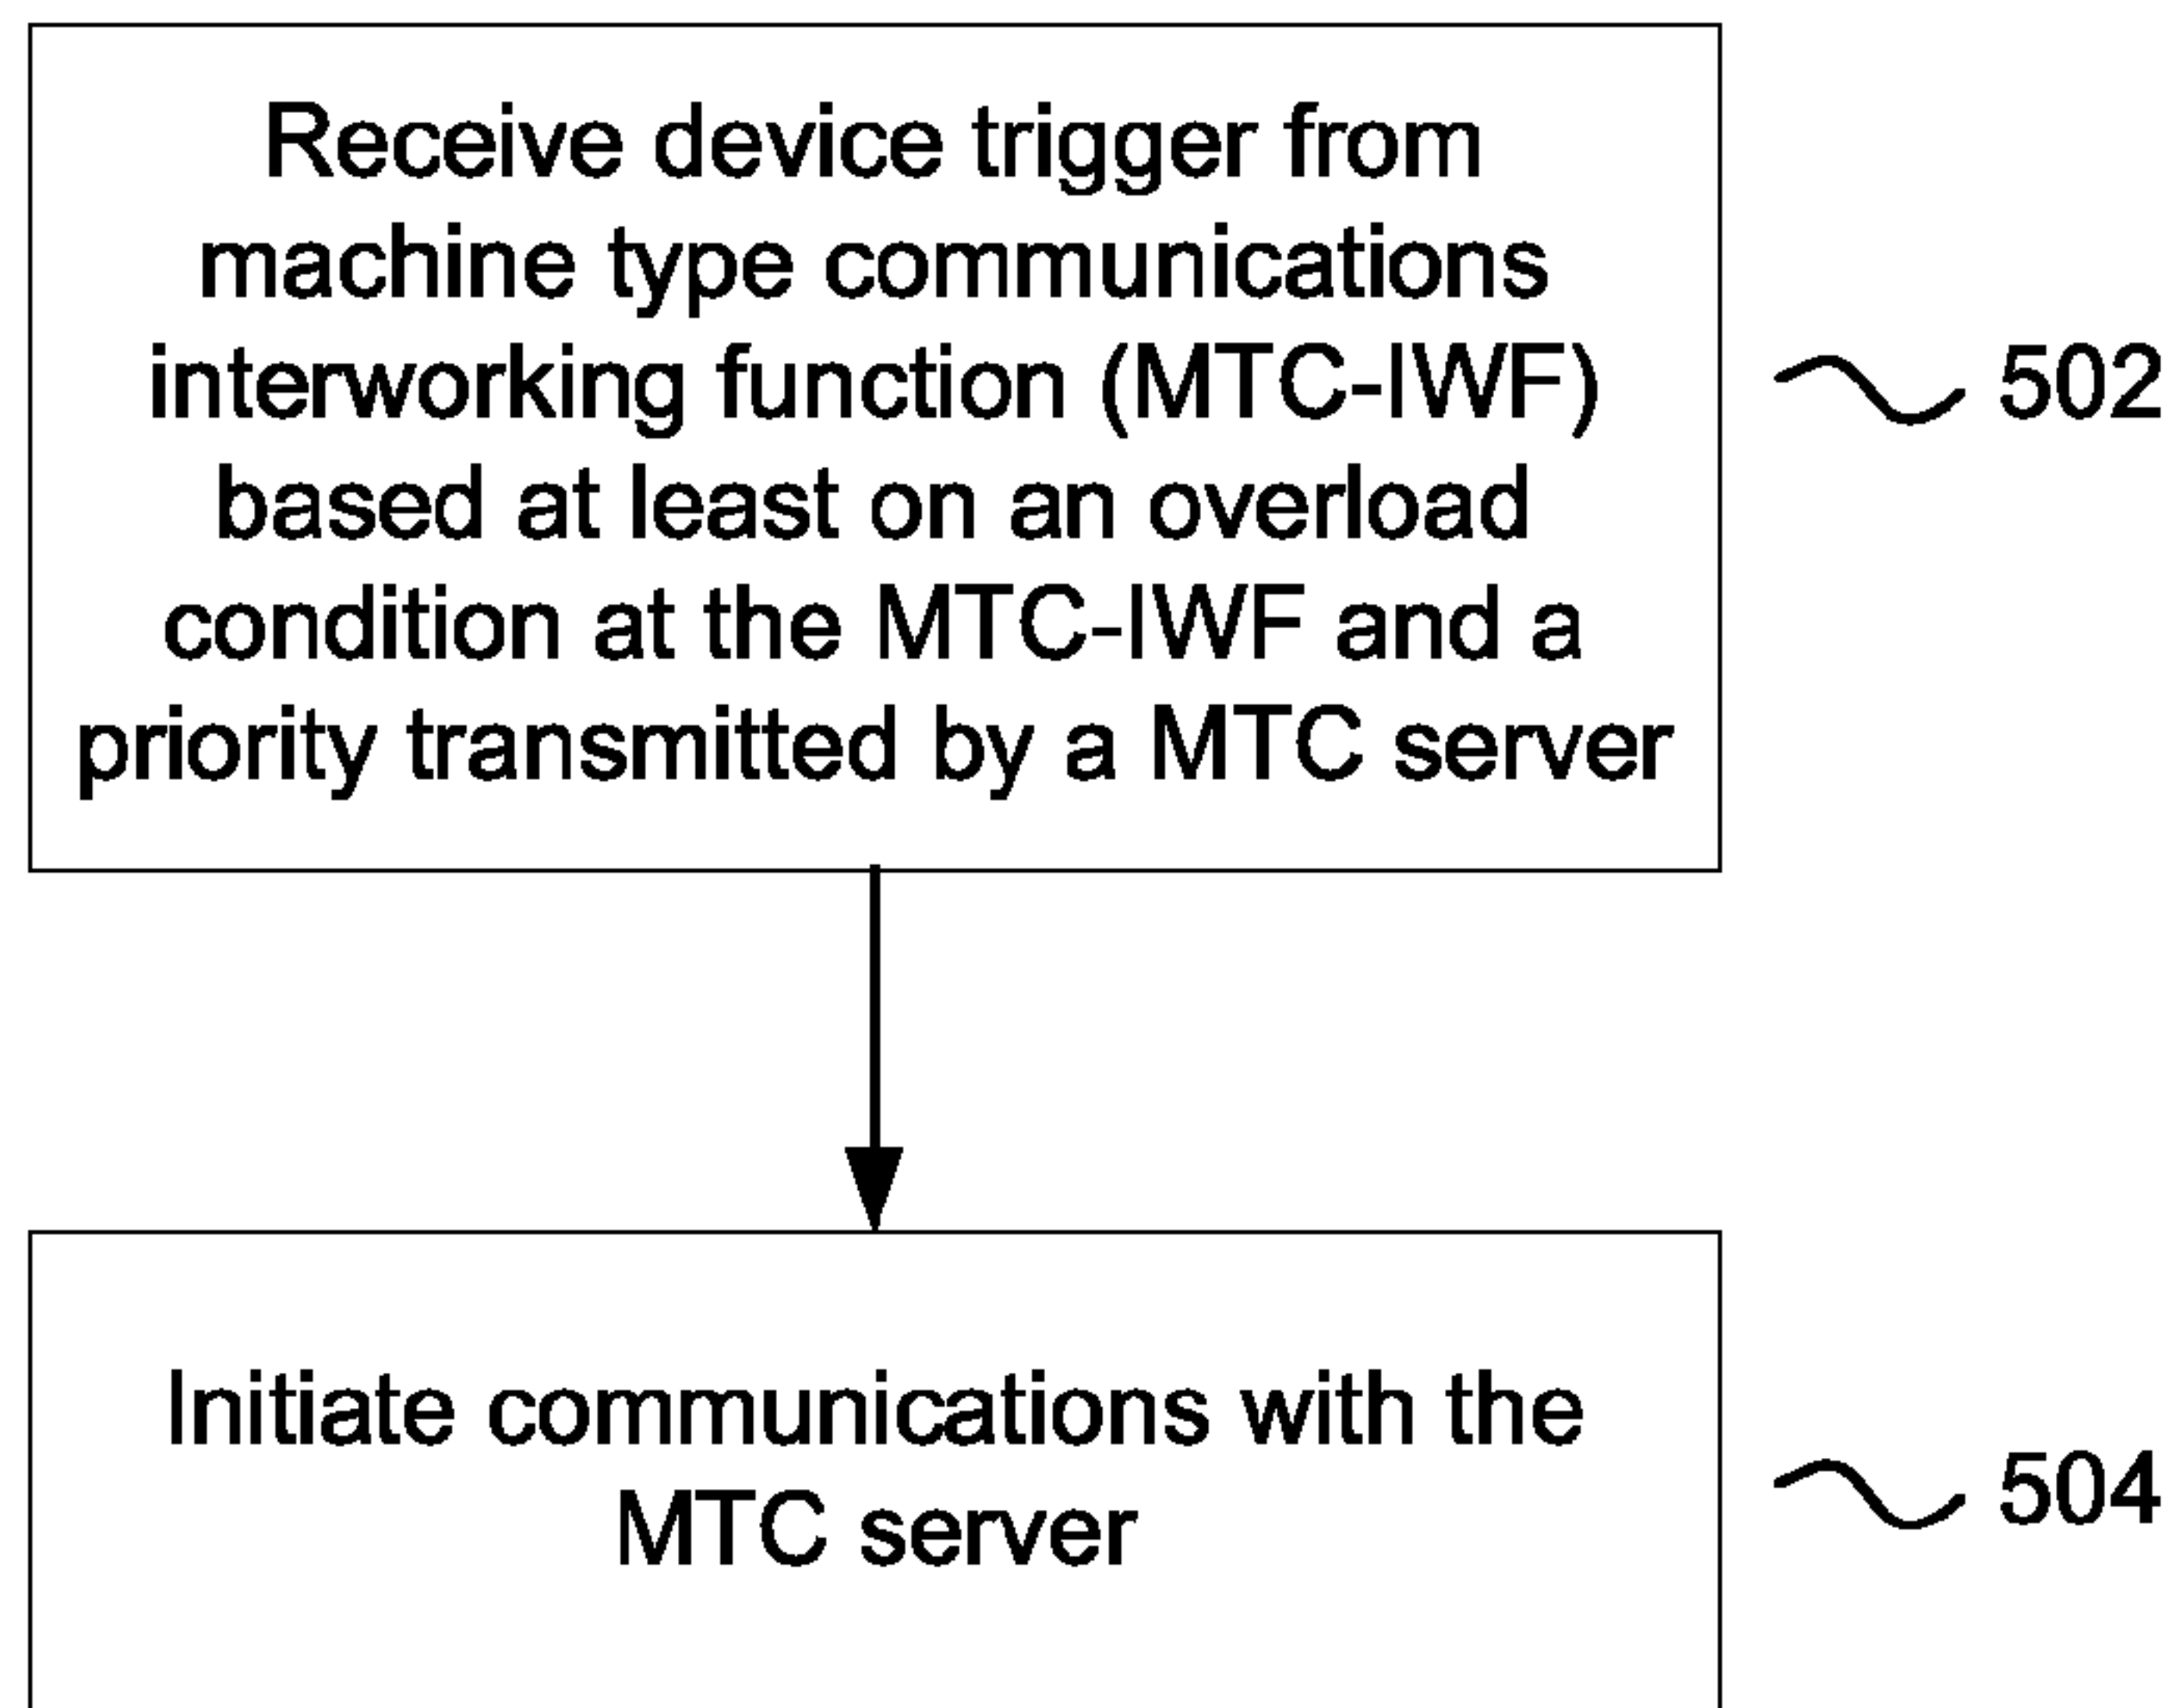 Receive device trigger from
machine type communications
interworking function (MTC-IWF)
based at least on an overload
condition at the MTC-IWF and a
priority transmitted by a MTC server
502
Initiate communications with the
MTC server
504